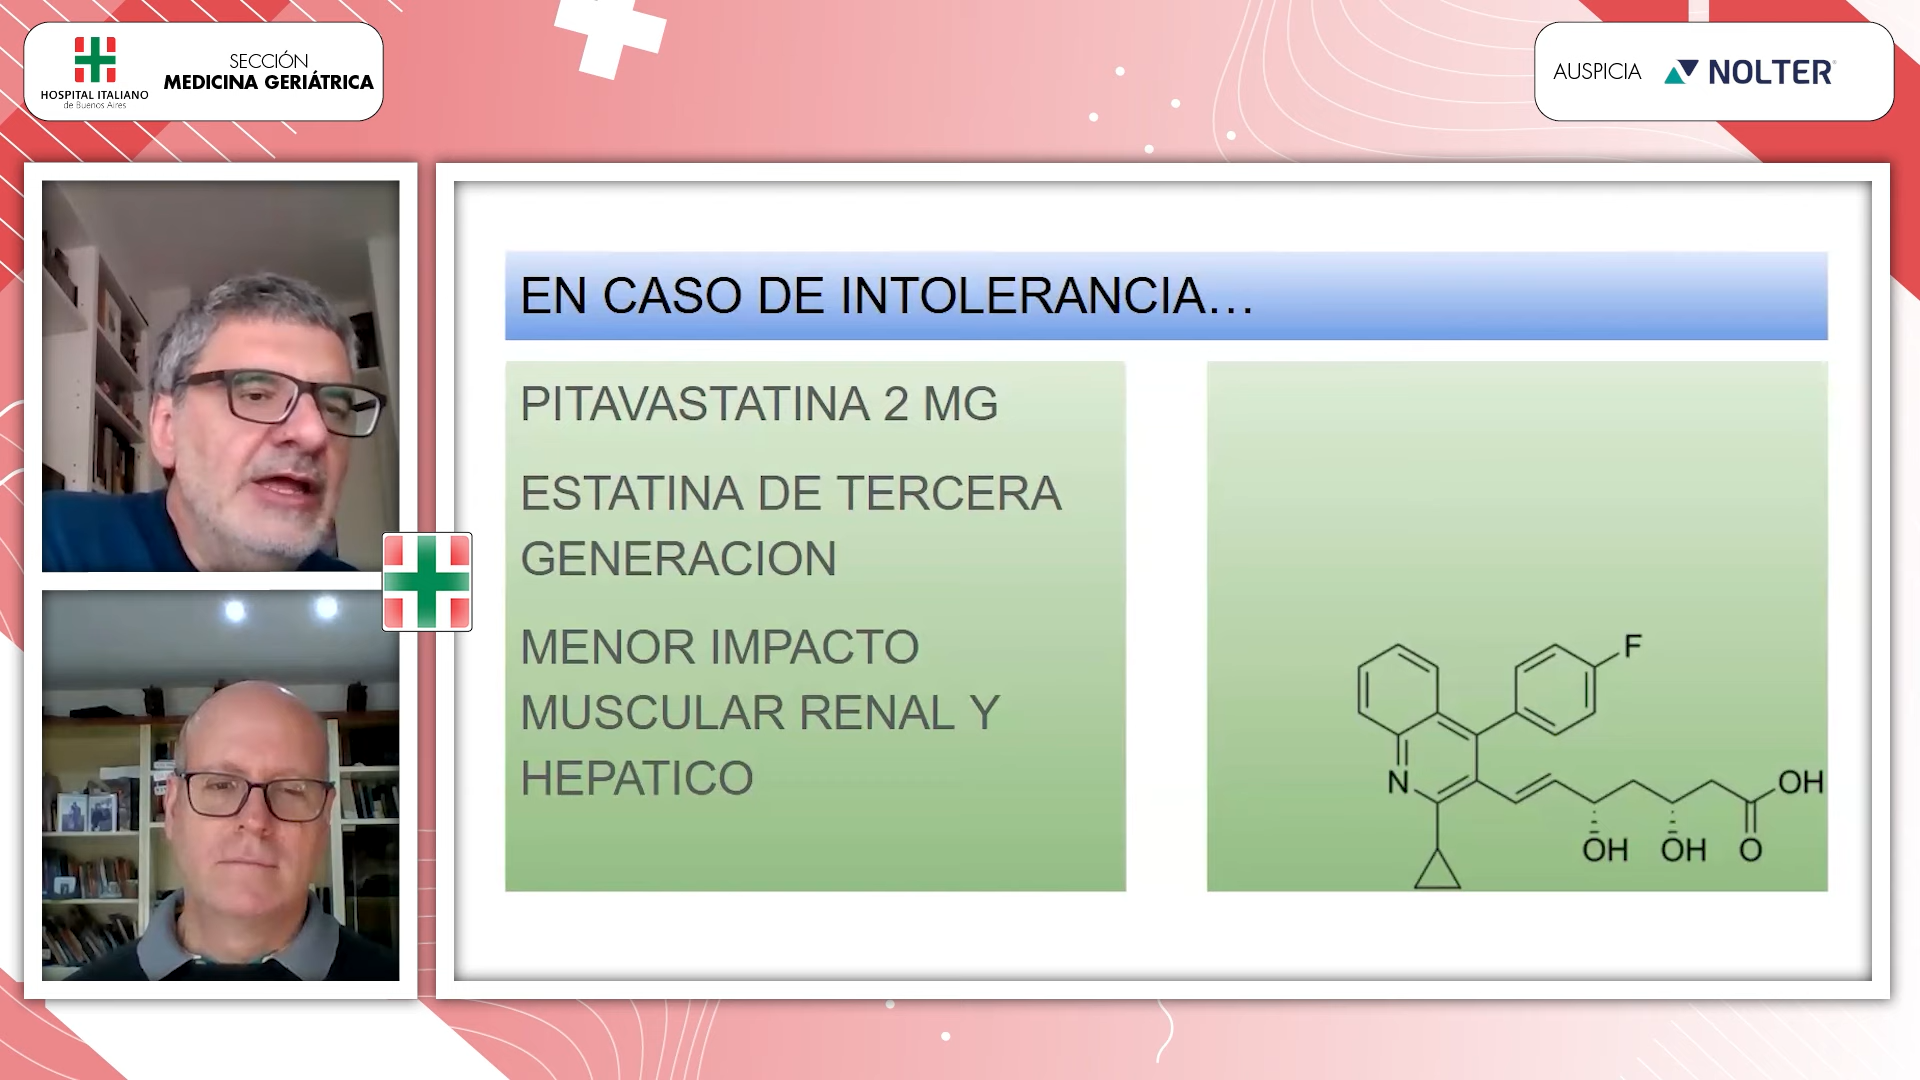 HOSPITAL ITALIANO
de Buenos Aires
SECCIÓN
MEDICINA GERIÁTRICA
AUSPICIA
NOLTER
EN CASO DE INTOLERANCIA…
PITAVASTATINA 2 MG
ESTATINA DE TERCERA
GENERACION
MENOR IMPACTO
MUSCULAR RENAL Y
HEPATICO
F
N
OH
OH
OH
O